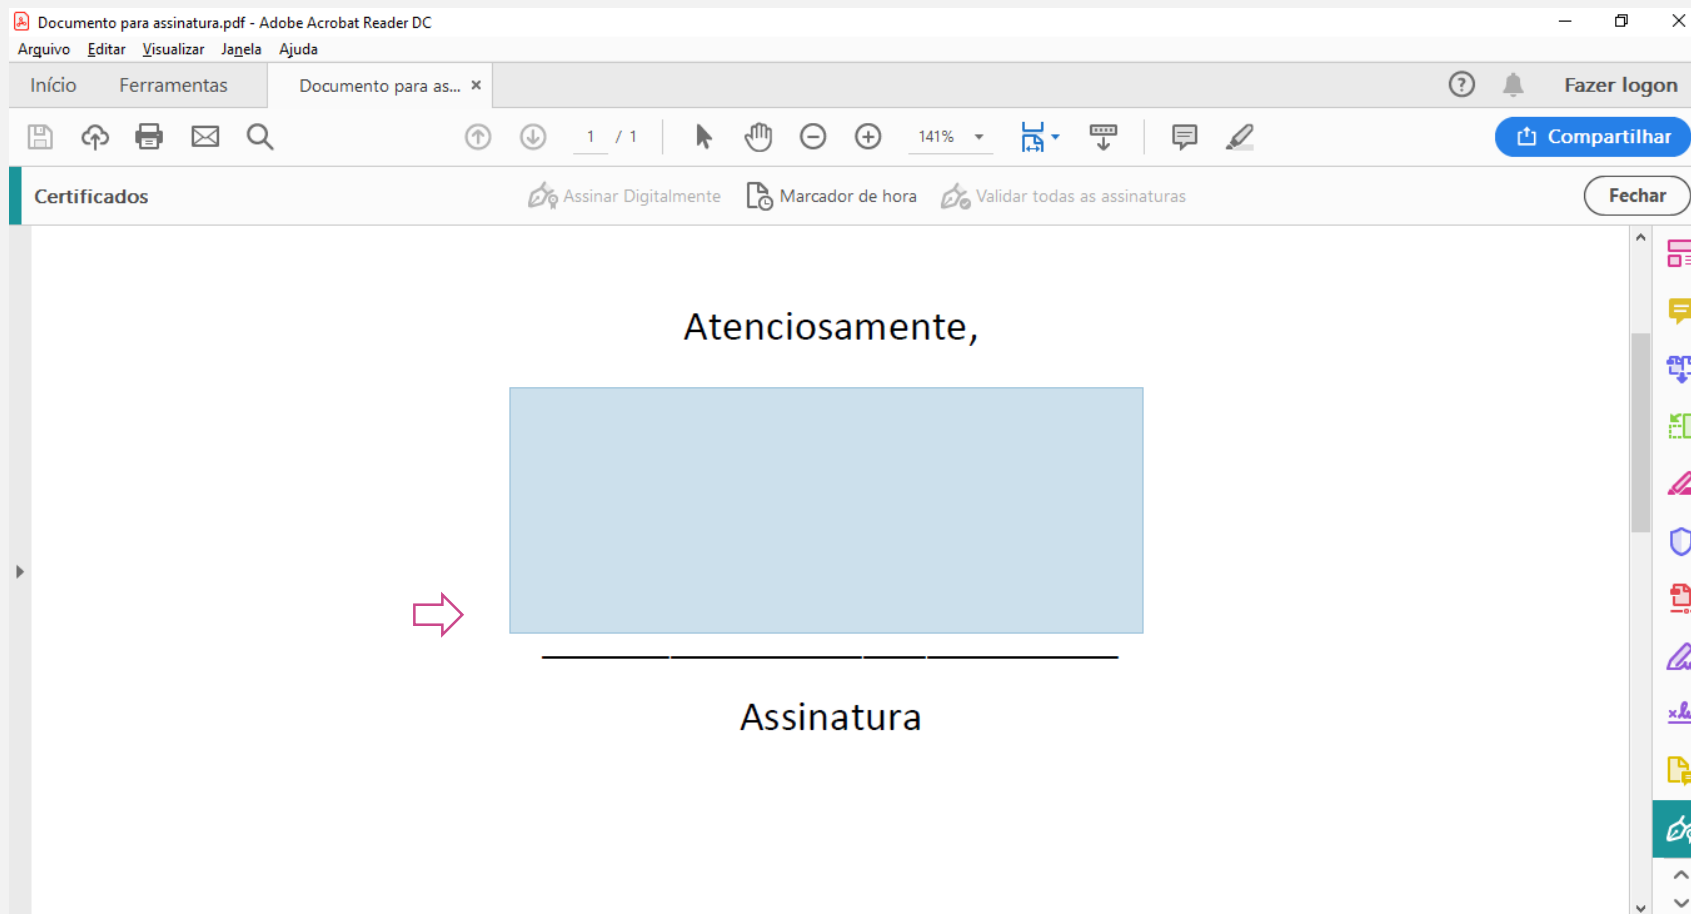 Documento para assinatura.pdf - Adobe Acrobat Reader DC
Arquivo Editar Visualizar Janela Ajuda
Início Ferramentas Documento para as... Fazer logon
1 / 1 141% Compartilhar
Certificados Assinar Digitalmente Marcador de hora Validar todas as assinaturas Fechar
Atenciosamente,
Assinatura